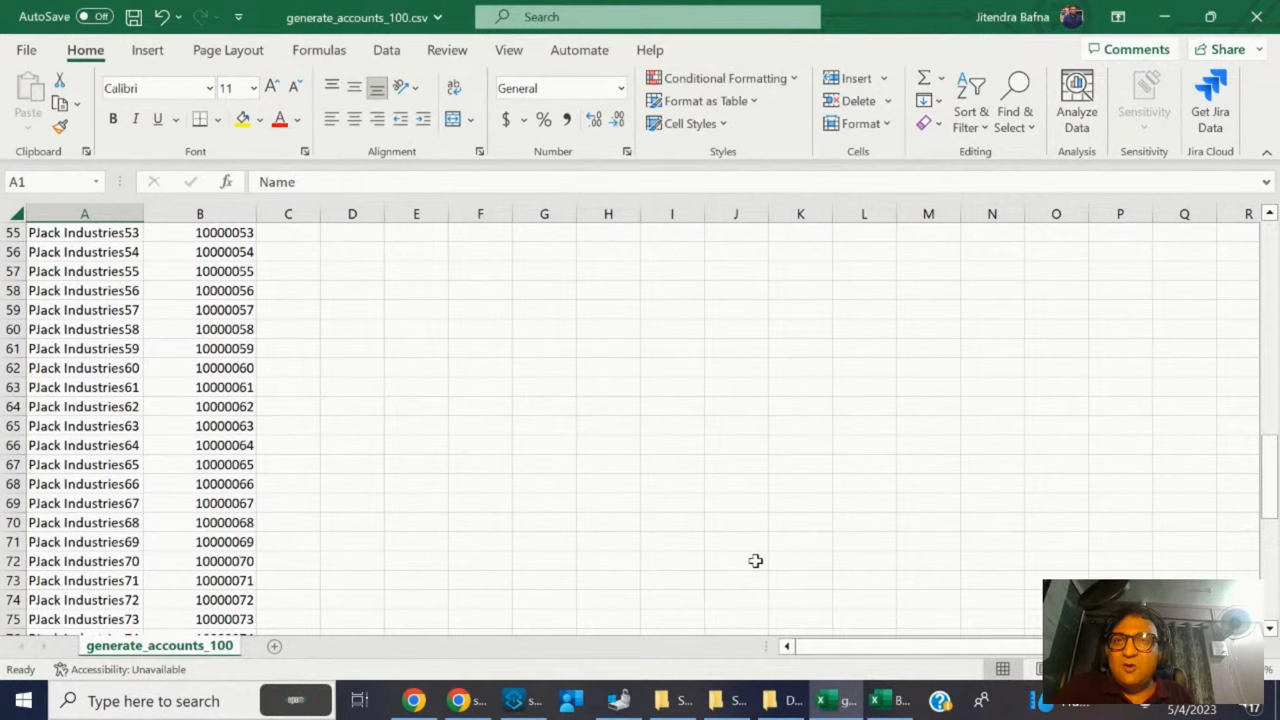 AutoSave Off generate_accounts_100.csv Search Jitendra Bafna
File Home Insert Page Layout Formulas Data Review View Automate Help Comments Share
Paste
Calibri 11
B I U
General
$ %
Conditional Formatting
Format as Table
Cell Styles
Insert
Delete
Format
Sort & Filter
Find & Select
Analyze Data
Sensitivity
Get Jira Data
Clipboard Font Alignment Number Styles Cells Editing Analysis Sensitivity Jira Cloud
A1 fx Name
A B C D E F G H I J K L M N O P Q R
55 PJack Industries53 10000053
56 PJack Industries54 10000054
57 PJack Industries55 10000055
58 PJack Industries56 10000056
59 PJack Industries57 10000057
60 PJack Industries58 10000058
61 PJack Industries59 10000059
62 PJack Industries60 10000060
63 PJack Industries61 10000061
64 PJack Industries62 10000062
65 PJack Industries63 10000063
66 PJack Industries64 10000064
67 PJack Industries65 10000065
68 PJack Industries66 10000066
69 PJack Industries67 10000067
70 PJack Industries68 10000068
71 PJack Industries69 10000069
72 PJack Industries70 10000070
73 PJack Industries71 10000071
74 PJack Industries72 10000072
75 PJack Industries73 10000073
generate_accounts_100
Ready Accessibility: Unavailable %
Type here to search s... s... S... S... D... g... B...
5/4/2023 17